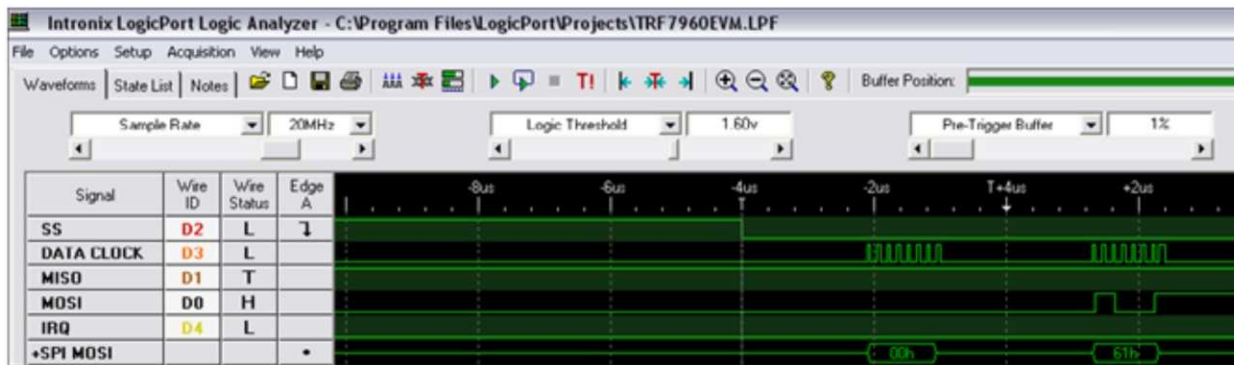 Intronix LogicPort Logic Analyzer - C:\Program Files\LogicPort\Projects\TRF7960EVM.LPF
File Options Setup Acquisition View Help
Waveforms State List Notes T! T ? Buffer Position:
Sample Rate 20MHz Logic Threshold 1.60v Pre-Trigger Buffer 1%
Signal Wire ID Wire Status Edge A -8us -6us -4us -2us T+4us +2us
SS D2 L T
DATA CLOCK D3 L
MISO D1 T
MOSI D0 H
IRQ D4 L
+SPI MOSI 00h 61h